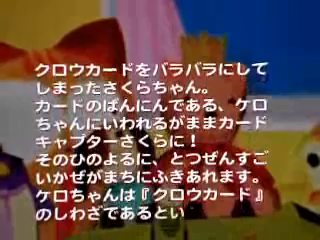 クロウカードをバラバラにして
しまったさくらちゃん。
カードのばんにんである、ケロ
ちゃんにいわれるがままカード
キャプターさくらに！
そのひのよるに、とつぜんすご
いかぜがまちにふきあれます。
ケロちゃんは『クロウカード』
のしわざであるとい